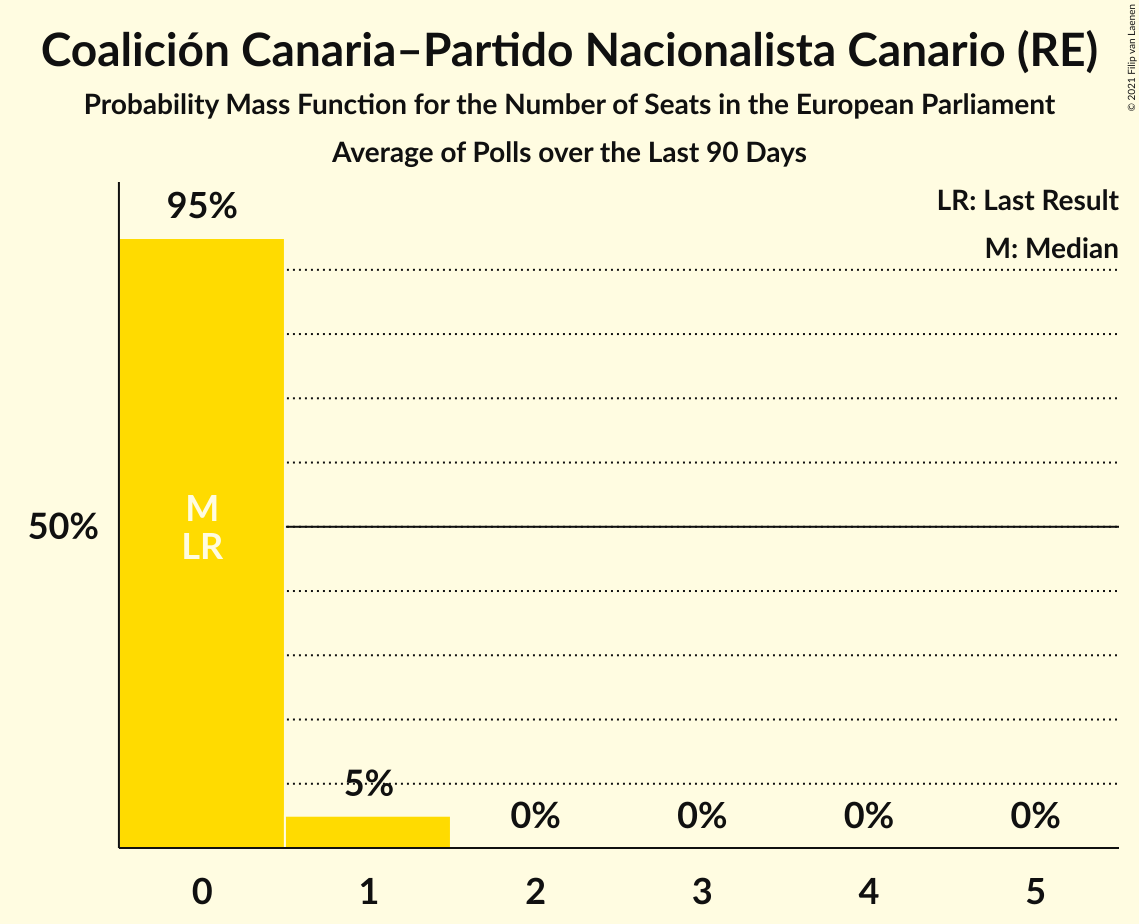 Coalición Canaria–Partido Nacionalista Canario (RE)
Probability Mass Function for the Number of Seats in the European Parliament
Average of Polls over the Last 90 Days
© 2021 Filip van Laenen
LR: Last Result
M: Median
95%
50%
M
LR
5%
0%
0%
0%
0%
0
1
2
3
4
5